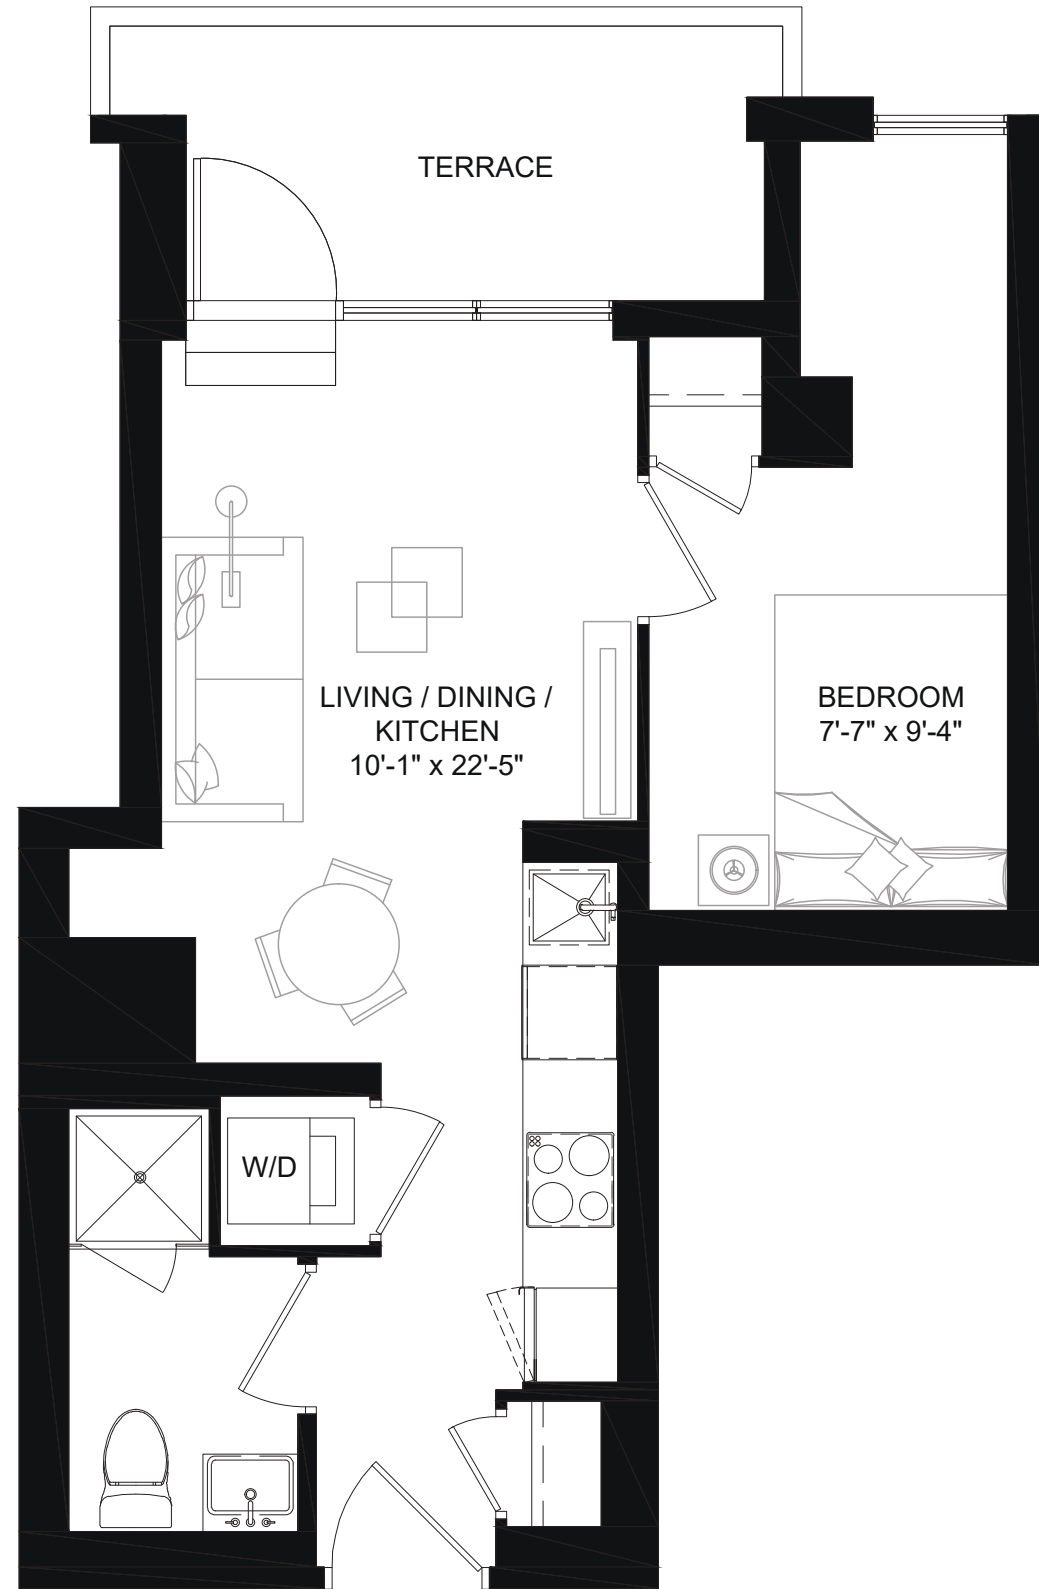 TERRACE
LIVING / DINING /
KITCHEN
10'-1" x 22'-5"
BEDROOM
7'-7" x 9'-4"
W/D